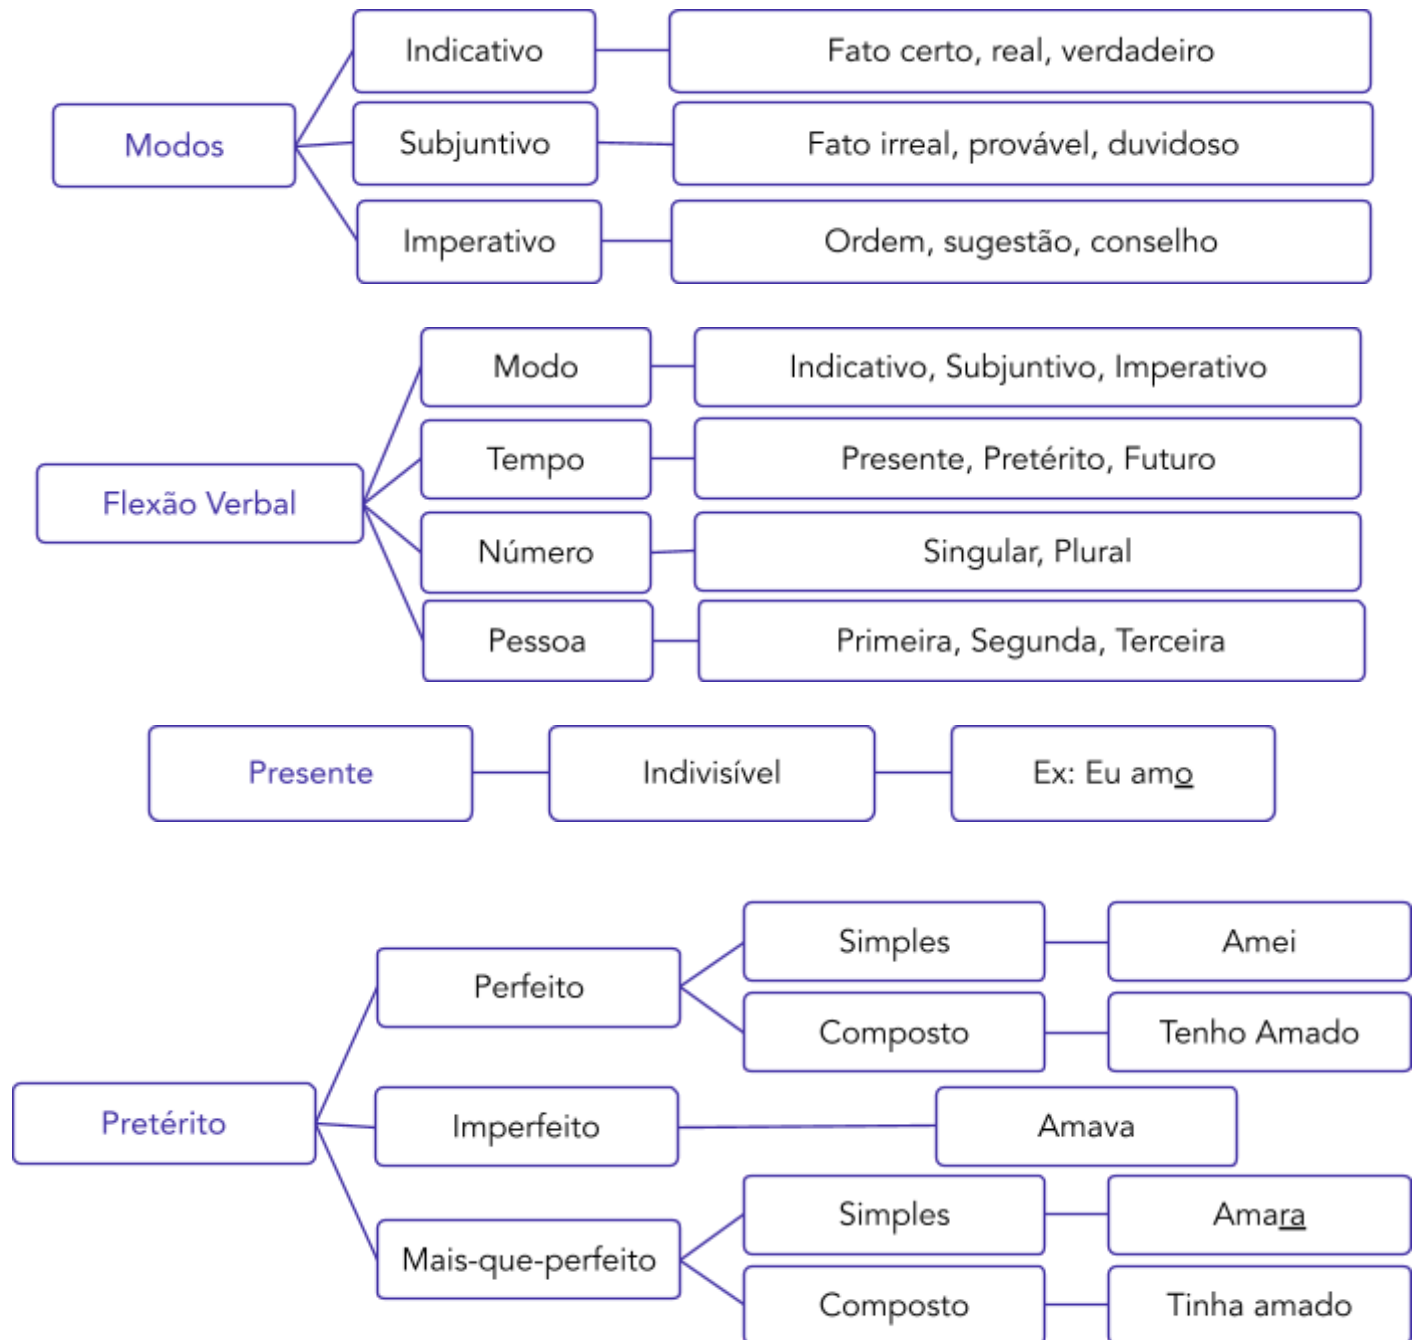 Modos
Indicativo
Fato certo, real, verdadeiro
Subjuntivo
Fato irreal, provável, duvidoso
Imperativo
Ordem, sugestão, conselho
Flexão Verbal
Modo
Indicativo, Subjuntivo, Imperativo
Tempo
Presente, Pretérito, Futuro
Número
Singular, Plural
Pessoa
Primeira, Segunda, Terceira
Presente
Indivisível
Ex: Eu amo
Pretérito
Perfeito
Simples
Amei
Composto
Tenho Amado
Imperfeito
Amava
Mais-que-perfeito
Simples
Amara
Composto
Tinha amado